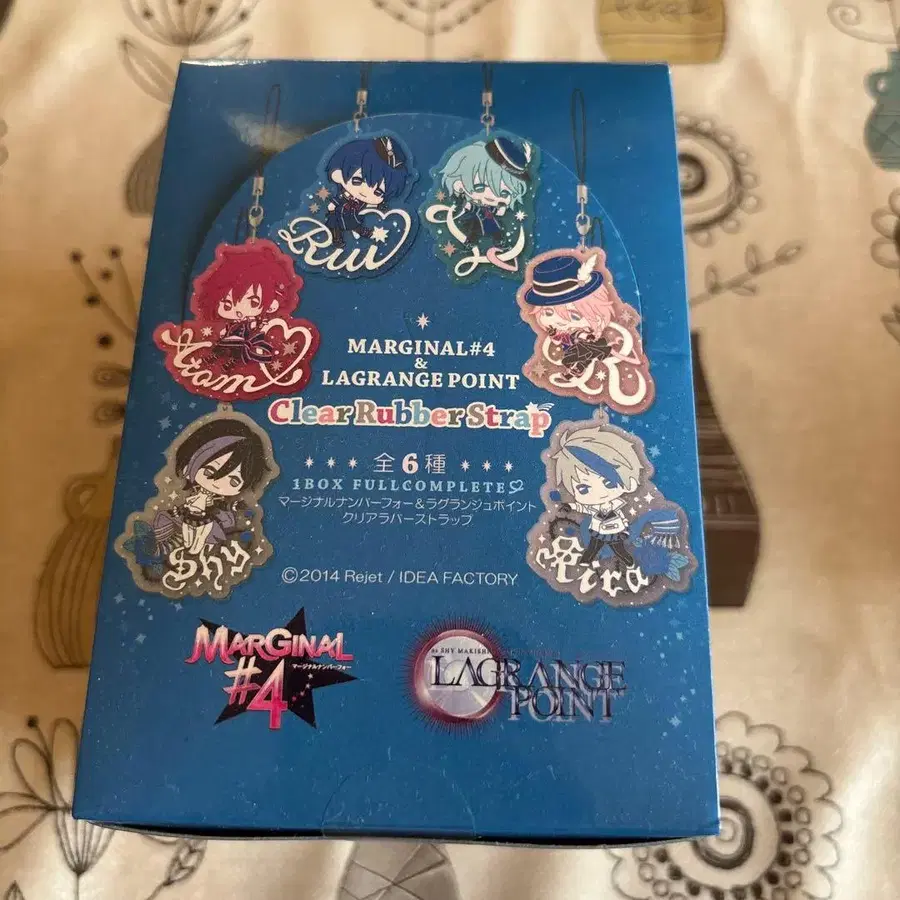 Rui
L
Atom
R
MARGINAL#4
&
LAGRANGE POINT
Clear Rubber Strap
全6種
1BOX FULLCOMPLETE
マージナルナンバーフォー&ラグランジュポイント
クリアラバーストラップ
Shy
Kira
©2014 Rejet / IDEA FACTORY
MARGINAL
マージナルナンバーフォー
#4
LAGRANGE
POINT